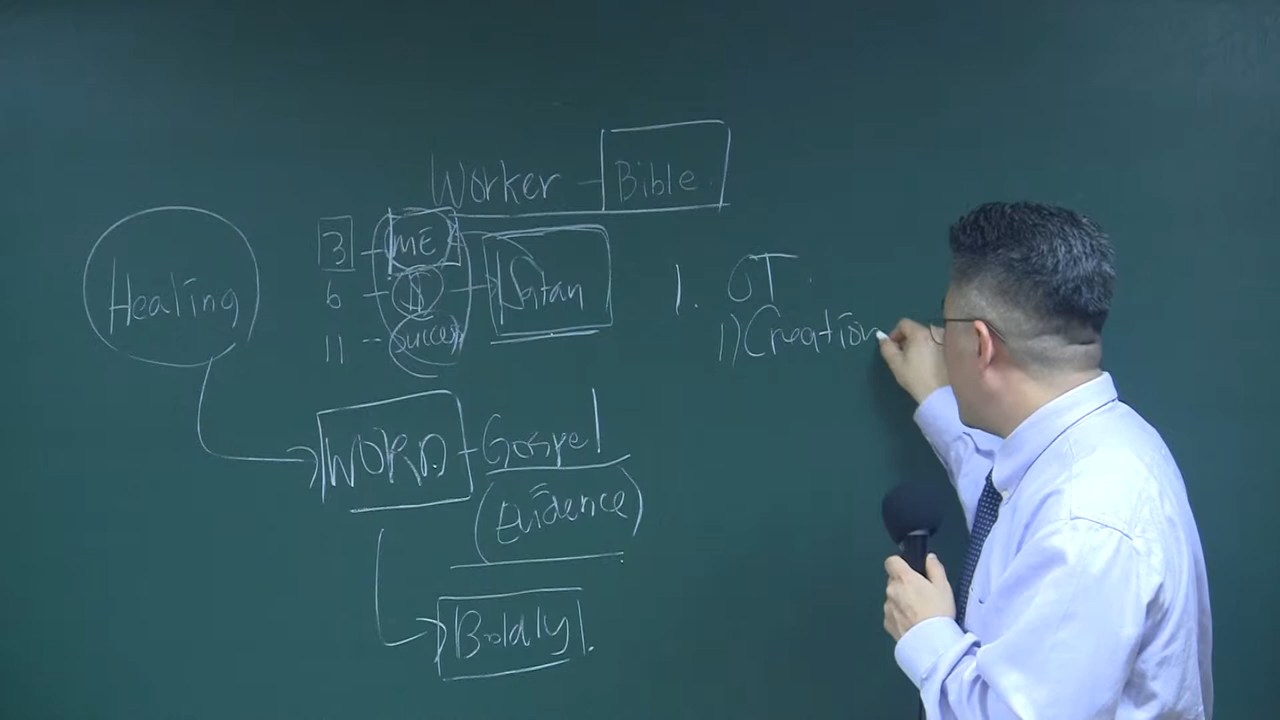 Worker - Bible
Healing
3 - ME
6 - $ - Satan
11 -- Success
WORD - Gospel
(Evidence)
Boldly.
1. OT
1) Creation